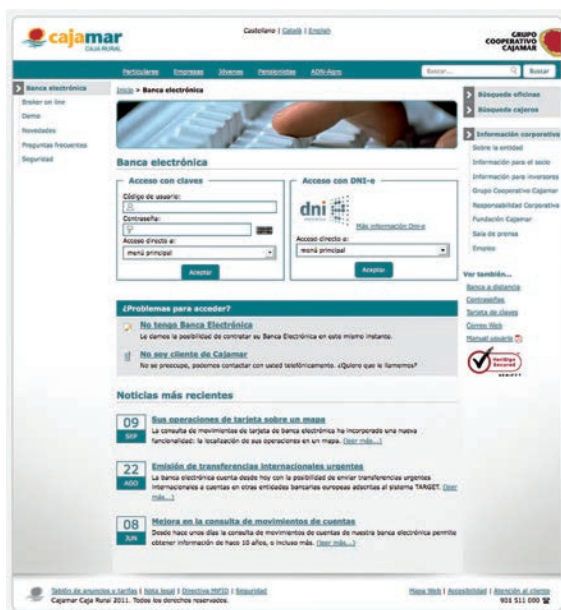 cajamar
CAJA RURAL
Castellano | Català | English
GRUPO
COOPERATIVO
CAJAMAR
Particulares Empresas Jóvenes Pensionistas ADN-Agro
Buscar... Buscar
Banca electrónica
Broker on line
Demo
Novedades
Preguntas frecuentes
Seguridad
Inicio > Banca electrónica
Banca electrónica
Acceso con claves
Código de usuario:
Contraseña:
Acceso directo a:
menú principal
Aceptar
Acceso con DNI-e
dni
Más información Dni-e
Acceso directo a:
menú principal
Aceptar
¿Problemas para acceder?
No tengo Banca Electrónica
Le damos la posibilidad de contratar su Banca Electrónica en este mismo instante.
No soy cliente de Cajamar
No se preocupe, podemos contactar con usted telefónicamente. ¿Quiere que le llamemos?
Noticias más recientes
09
SEP
Sus operaciones de tarjeta sobre un mapa
La consulta de movimientos de tarjeta de banca electrónica ha incorporado una nueva
funcionalidad: la localización de sus operaciones en un mapa. (leer más...)
22
AGO
Emisión de transferencias internacionales urgentes
La banca electrónica cuenta desde hoy con la posibilidad de enviar transferencias urgentes
internacionales a cuentas en otras entidades bancarias europeas adscritas al sistema TARGET. (leer
más...)
08
JUN
Mejora en la consulta de movimientos de cuentas
Desde hace unos días la consulta de movimientos de cuentas de nuestra banca electrónica permite
obtener información de hace 10 años, o incluso más. (leer más...)
Búsqueda oficinas
Búsqueda cajeros
Información corporativa
Sobre la entidad
Información para el socio
Información para inversores
Grupo Cooperativo Cajamar
Responsabilidad Corporativa
Fundación Cajamar
Sala de prensa
Empleo
Ver también...
Banca a distancia
Contraseñas
Tarjeta de claves
Correo Web
Manual usuario
VeriSign
Secured
Tablón de anuncios y tarifas | Nota legal | Directiva MiFID | Seguridad
Cajamar Caja Rural 2011. Todos los derechos reservados.
Mapa Web | Accesibilidad | Atención al cliente
901 511 000